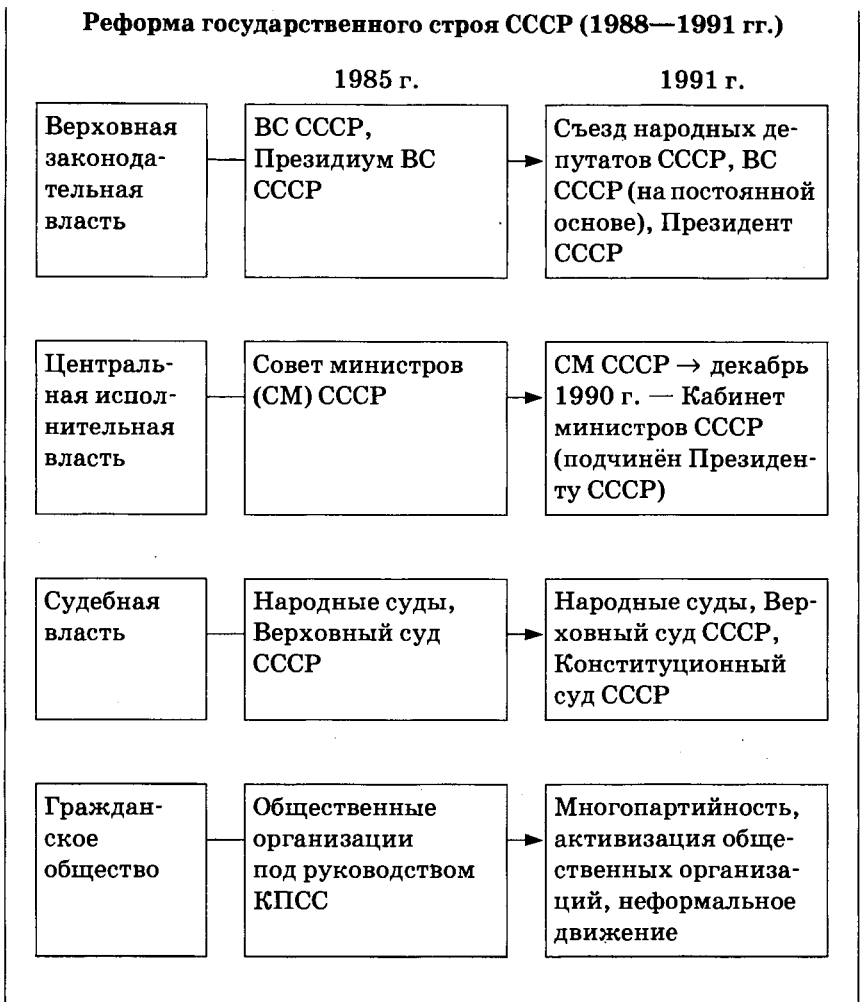 Реформа государственного строя СССР (1988—1991 гг.)
1985 г.
1991 г.
Верховная
законода-
тельная
власть
ВС СССР,
Президиум ВС
СССР
Съезд народных де-
путатов СССР, ВС
СССР (на постоянной
основе), Президент
СССР
Централь-
ная испол-
нительная
власть
Совет министров
(СМ) СССР
СМ СССР → декабрь
1990 г. — Кабинет
министров СССР
(подчинён Президен-
ту СССР)
Судебная
власть
Народные суды,
Верховный суд
СССР
Народные суды, Вер-
ховный суд СССР,
Конституционный
суд СССР
Граждан-
ское
общество
Общественные
организации
под руководством
КПСС
Многопартийность,
активизация обще-
ственных организа-
ций, неформальное
движение